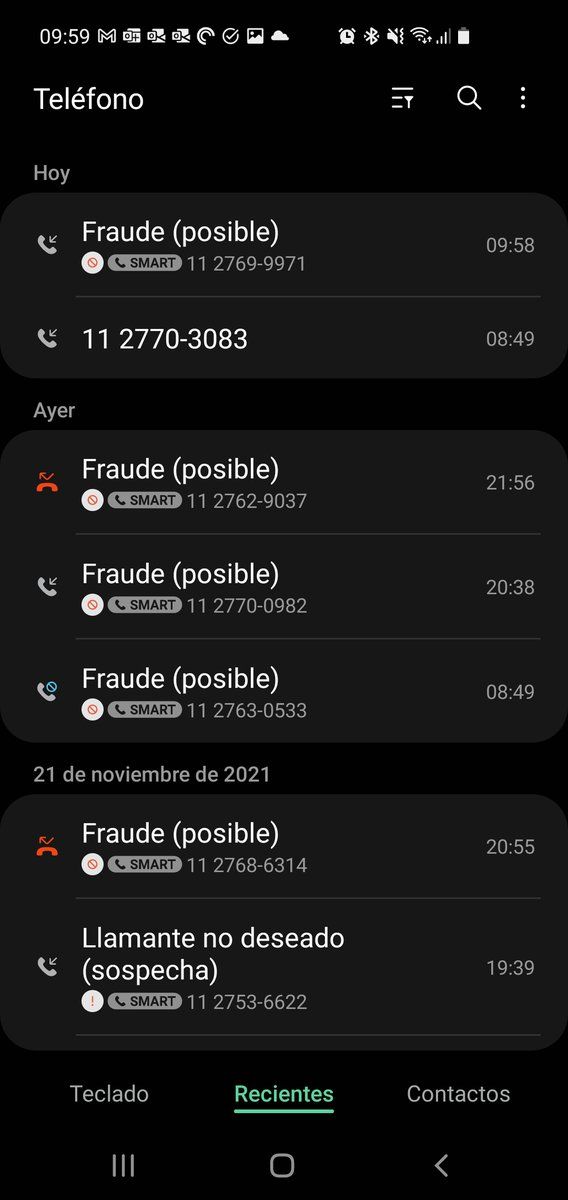 09:59
Teléfono
Hoy
Fraude (posible)
SMART 11 2769-9971
09:58
11 2770-3083
08:49
Ayer
Fraude (posible)
SMART 11 2762-9037
21:56
Fraude (posible)
SMART 11 2770-0982
20:38
Fraude (posible)
SMART 11 2763-0533
08:49
21 de noviembre de 2021
Fraude (posible)
SMART 11 2768-6314
20:55
Llamante no deseado
(sospecha)
SMART 11 2753-6622
19:39
Teclado
Recientes
Contactos